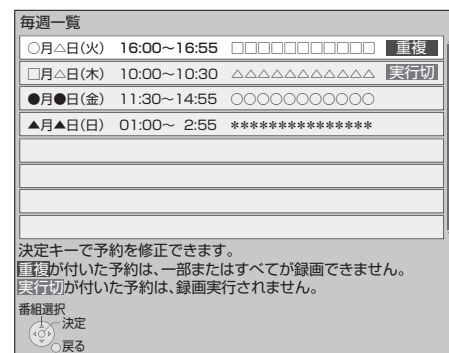 毎週一覧
○月△日(火) 16:00～16:55 □□□□□□□□□□□ 重複
□月△日(木) 10:00～10:30 △△△△△△△△△△△ 実行切
●月●日(金) 11:30～14:55 ○○○○○○○○○○○
▲月▲日(日) 01:00～ 2:55 ***************
決定キーで予約を修正できます。
重複が付いた予約は、一部またはすべてが録画できません。
実行切が付いた予約は、録画実行されません。
番組選択
決定
戻る